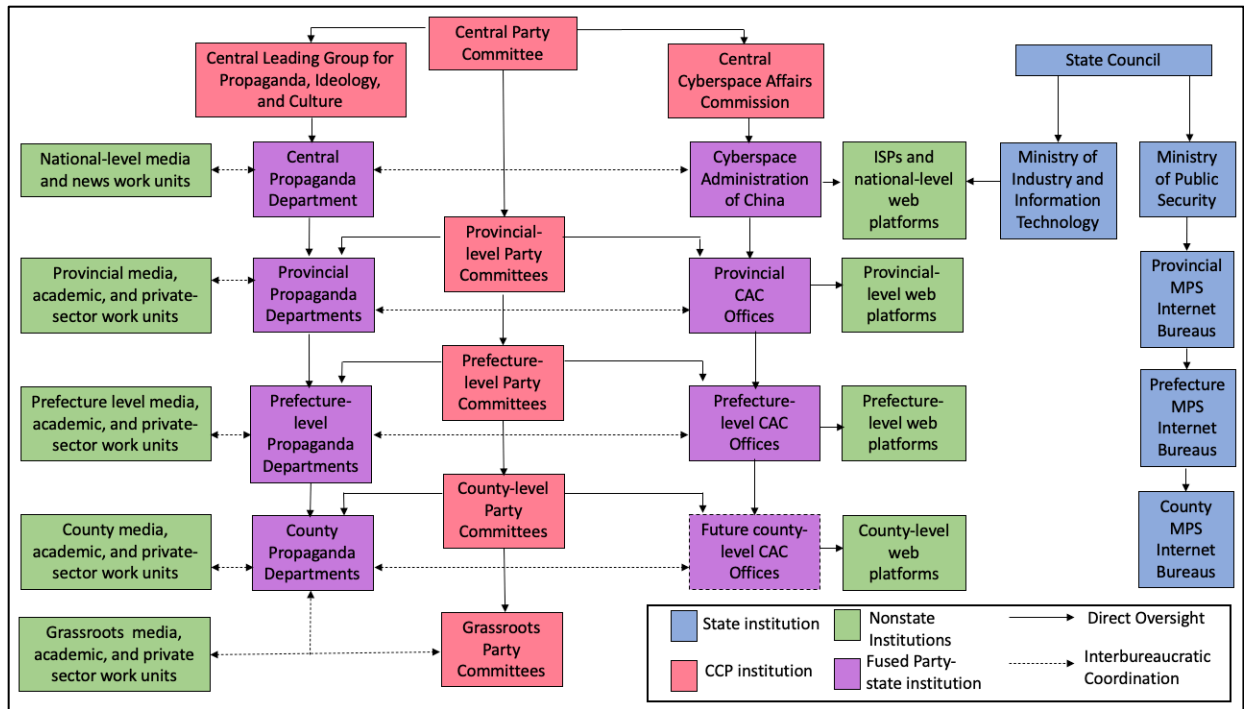 Central Party
Committee
Central Leading Group for
Propaganda, Ideology,
and Culture
Central
Cyberspace Affairs
Commission
State Council
National-level media
and news work units
Central
Propaganda
Department
Cyberspace
Administration
of China
ISPs and
national-level
web
platforms
Ministry of
Industry and
Information
Technology
Ministry
of Public
Security
Provincial-
level Party
Committees
Provincial media,
academic, and private-
sector work units
Provincial
Propaganda
Departments
Provincial
CAC
Offices
Provincial-
level web
platforms
Provincial
MPS
Internet
Bureaus
Prefecture-
level Party
Committees
Prefecture level media,
academic, and private-
sector work units
Prefecture-
level
Propaganda
Departments
Prefecture-
level CAC
Offices
Prefecture-
level web
platforms
Prefecture
MPS
Internet
Bureaus
County-level
Party
Committees
County media,
academic, and private-
sector work units
County
Propaganda
Departments
Future county-
level CAC
Offices
County-level
web
platforms
County
MPS
Internet
Bureaus
Grassroots media,
academic, and private
sector work units
Grassroots
Party
Committees
State institution
Nonstate
Institutions
Direct Oversight
CCP institution
Fused Party-
state institution
Interbureaucratic
Coordination